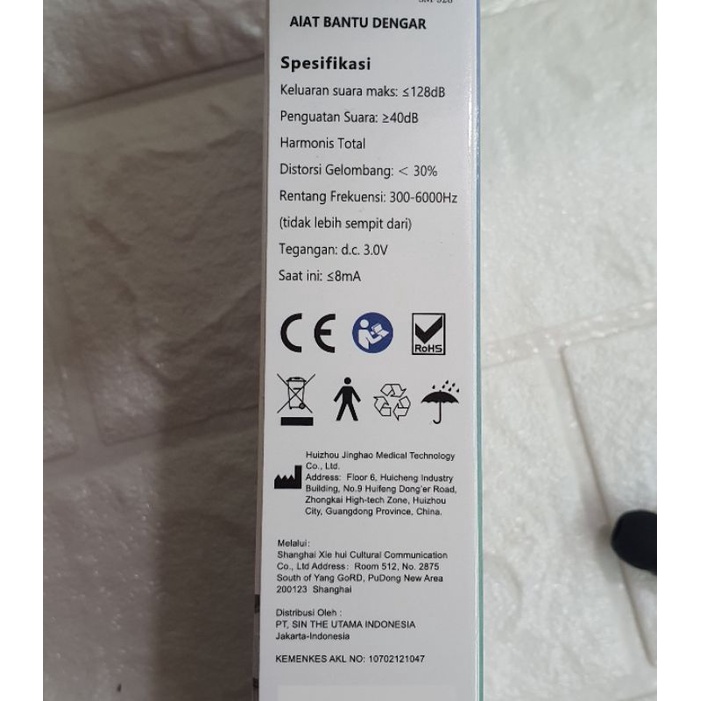 AIAT BANTU DENGAR
Spesifikasi
Keluaran suara maks: ≤128dB
Penguatan Suara: ≥40dB
Harmonis Total
Distorsi Gelombang: < 30%
Rentang Frekuensi: 300-6000Hz
(tidak lebih sempit dari)
Tegangan: d.c. 3.0V
Saat ini: ≤8mA
CE
RoHS
Huizhou Jinghao Medical Technology
Co., Ltd.
Address: Floor 6, Huicheng Industry
Building, No.9 Huifeng Dong'er Road,
Zhongkai High-tech Zone, Huizhou
City, Guangdong Province, China.
Melalui:
Shanghai Xie hui Cultural Communication
Co., Ltd Address: Room 512, No. 2875
South of Yang GoRD, PuDong New Area
200123 Shanghai
Distribusi Oleh :
PT, SIN THE UTAMA INDONESIA
Jakarta-Indonesia
KEMENKES AKL NO: 10702121047